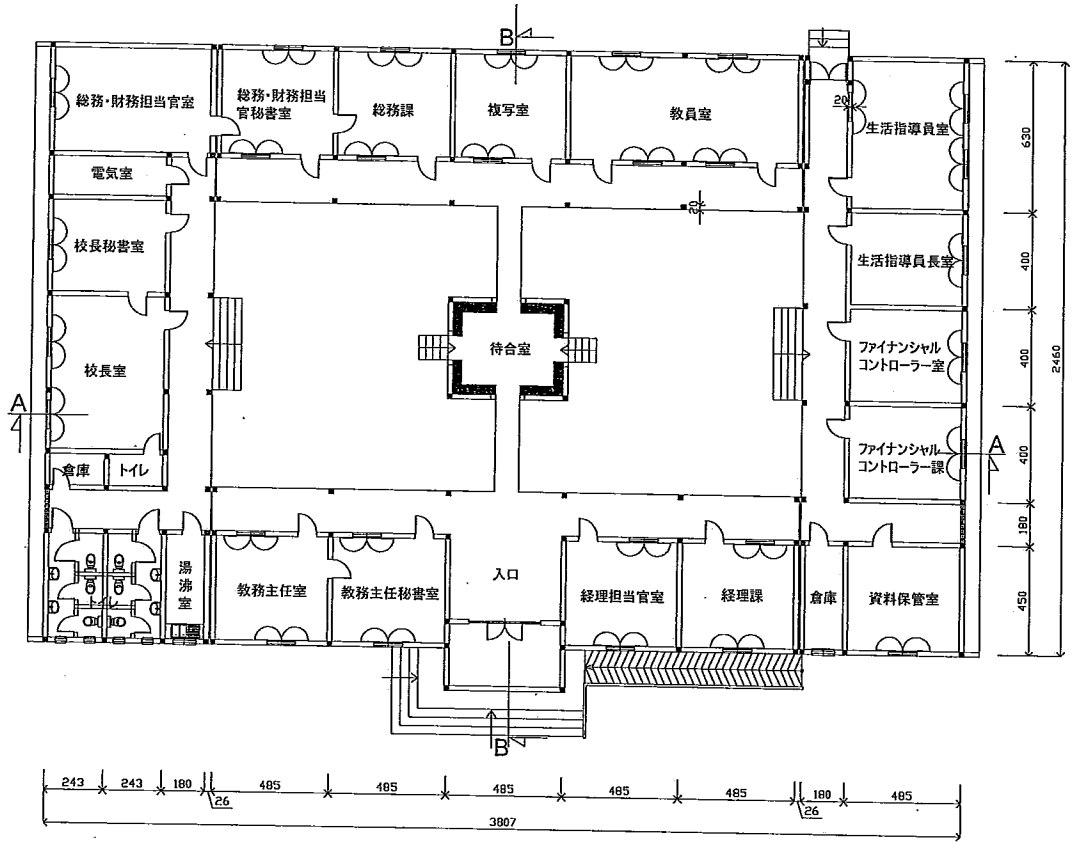 B
総務・財務担当官室
総務・財務担当
官秘書室
総務課
複写室
教員室
20
生活指導員室
630
電気室
20
校長秘書室
生活指導員長室
400
待合室
ファイナンシャル
コントローラー室
400
2460
校長室
A
ファイナンシャル
コントローラー課
400
A
倉庫
トイレ
180
湯沸室
トイレ
教務主任室
教務主任秘書室
入口
経理担当官室
経理課
倉庫
資料保管室
450
B
243
243
180
26
485
485
485
485
485
26
180
485
3807